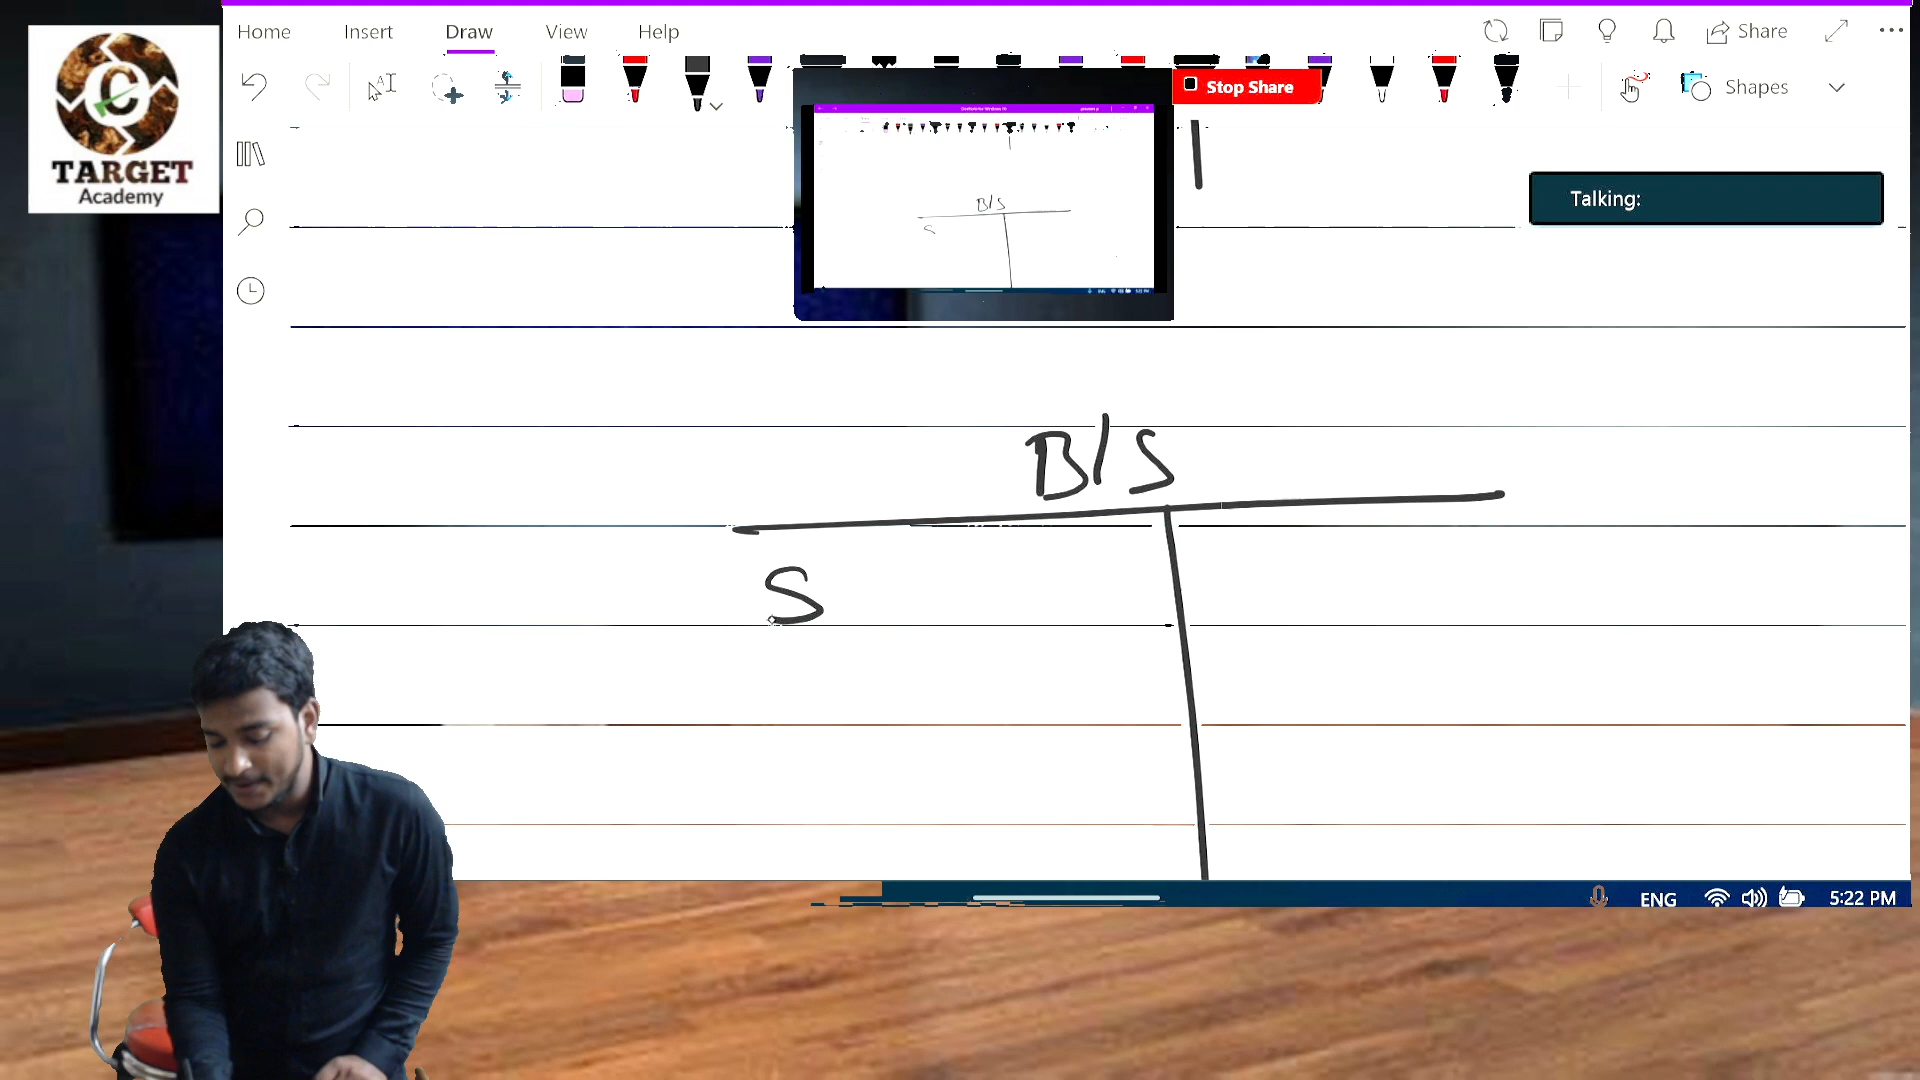 TARGET
Academy
Home Insert Draw View Help Share
Stop Share Shapes
Talking:
B/S
B/S
S
S
ENG 5:22 PM